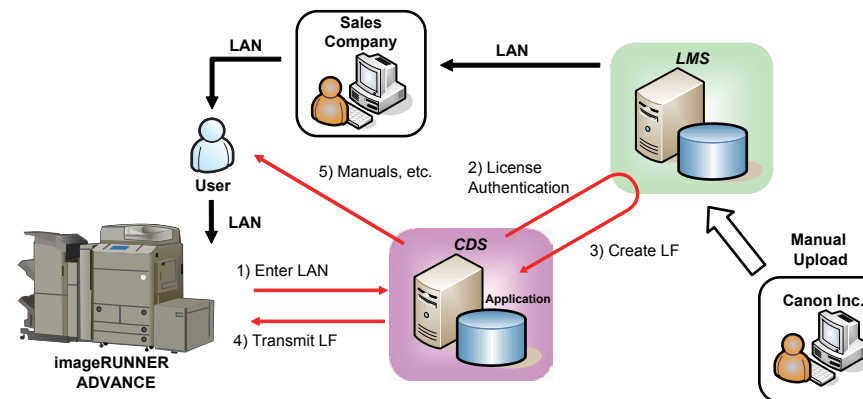 Sales
Company
LAN
LAN
LMS
User
5) Manuals, etc.
2) License
Authentication
LAN
CDS
3) Create LF
Manual
Upload
1) Enter LAN
Application
Canon Inc.
4) Transmit LF
imageRUNNER
ADVANCE